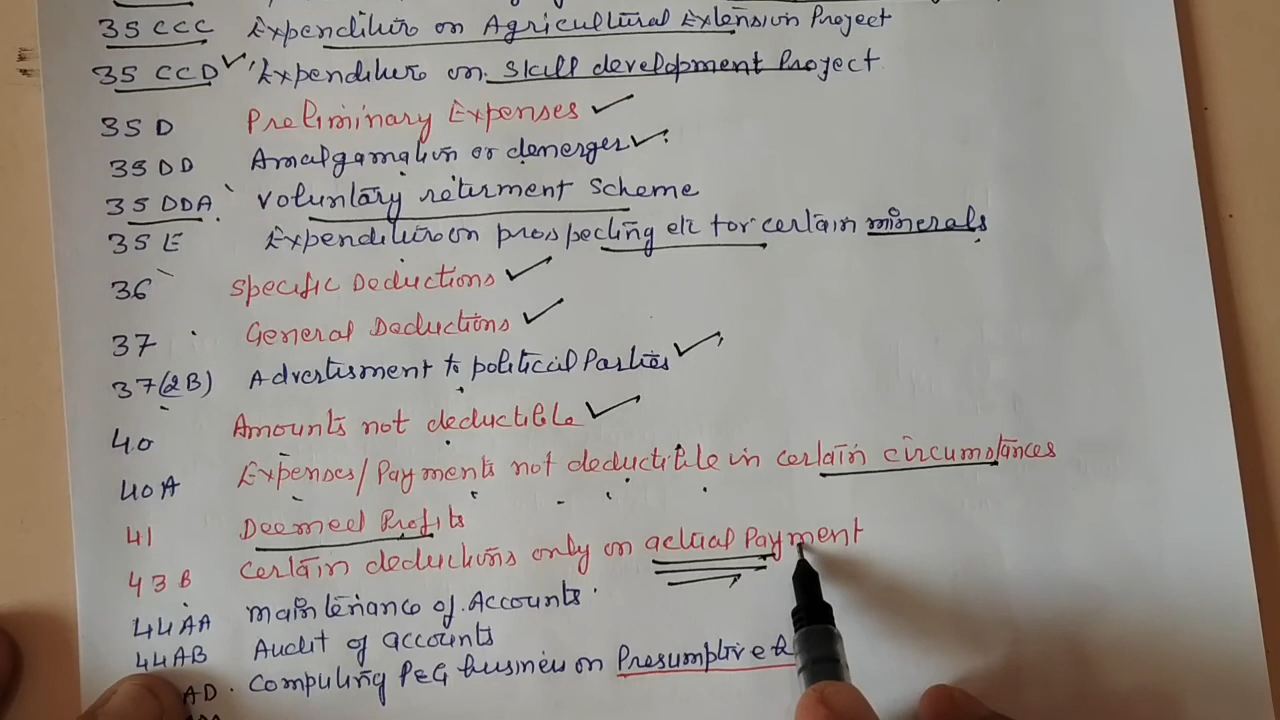 35 CCC Expenditure on Agricultural Extension Project
35 CCD Expenditure on skill development Project
35 D Preliminary Expenses
35 DD Amalgamation or demerger
35 DDA Voluntary retirment Scheme
35 E Expenditure on prospecting etc for certain minerals
36 Specific Deductions
37 General Deductions
37(2B) Advertisment to political Parties
40 Amounts not deductible
40A Expenses/Payments not deductible in certain circumstances
41 Deemed Profits
43 B certain deductions only on actual Payment
44AA maintenance of Accounts
44AB Audit of accounts
AD Computing P&G business on Presumptive